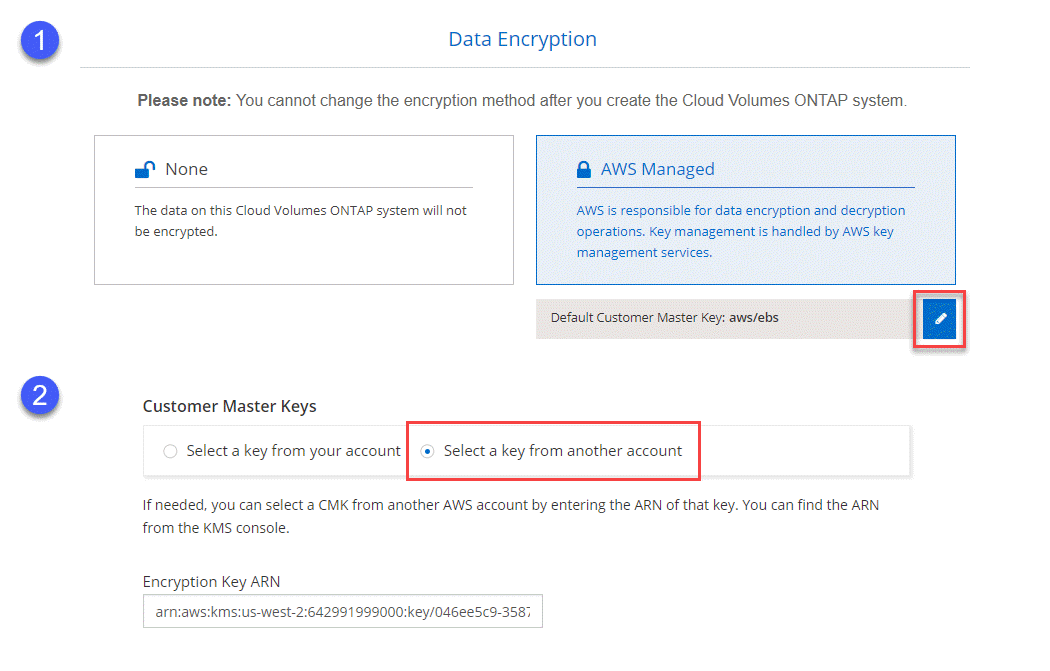 1
Data Encryption
Please note: You cannot change the encryption method after you create the Cloud Volumes ONTAP system.
None
The data on this Cloud Volumes ONTAP system will not
be encrypted.
AWS Managed
AWS is responsible for data encryption and decryption
operations. Key management is handled by AWS key
management services.
Default Customer Master Key: aws/ebs
2
Customer Master Keys
Select a key from your account
Select a key from another account
If needed, you can select a CMK from another AWS account by entering the ARN of that key. You can find the ARN
from the KMS console.
Encryption Key ARN
arn:aws:kms:us-west-2:642991999000:key/046ee5c9-3587